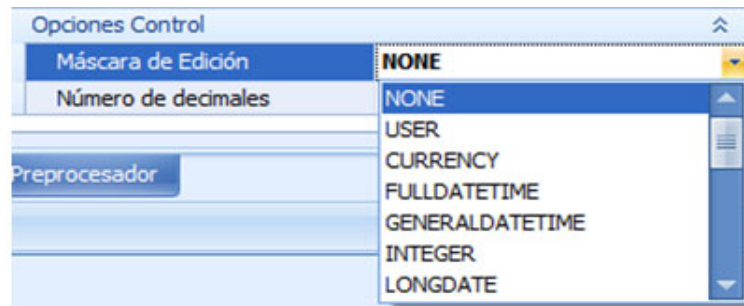 Opciones Control
Máscara de Edición NONE
Número de decimales NONE
USER
Preprocesador CURRENCY
FULLDATETIME
GENERALDATETIME
INTEGER
LONGDATE